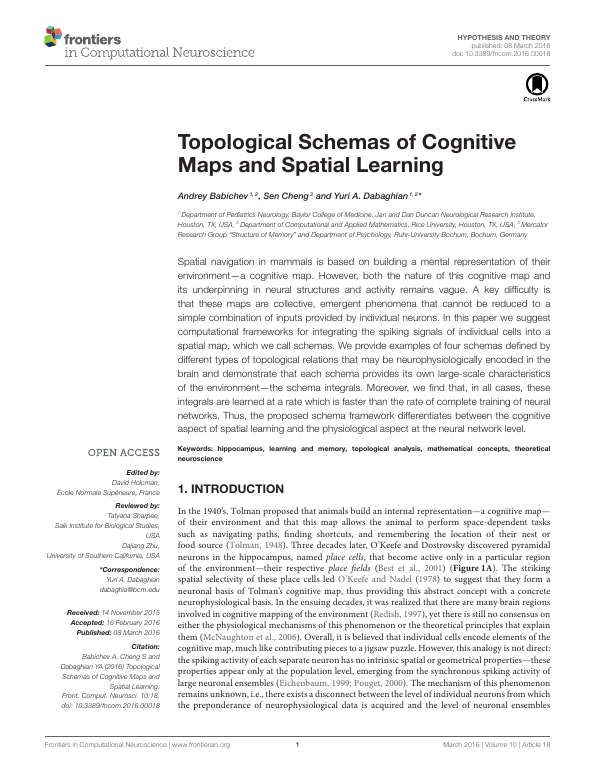 frontiers
in Computational Neuroscience
HYPOTHESIS AND THEORY
published: 08 March 2016
doi: 10.3389/fncom.2016.00018
CrossMark
Topological Schemas of Cognitive
Maps and Spatial Learning
Andrey Babichev 1, 2, Sen Cheng 3 and Yuri A. Dabaghian 1, 2*
1 Department of Pediatrics Neurology, Baylor College of Medicine, Jan and Dan Duncan Neurological Research Institute,
Houston, TX, USA, 2 Department of Computational and Applied Mathematics, Rice University, Houston, TX, USA, 3 Mercator
Research Group "Structure of Memory" and Department of Psychology, Ruhr-University Bochum, Bochum, Germany
Spatial navigation in mammals is based on building a mental representation of their
environment—a cognitive map. However, both the nature of this cognitive map and
its underpinning in neural structures and activity remains vague. A key difficulty is
that these maps are collective, emergent phenomena that cannot be reduced to a
simple combination of inputs provided by individual neurons. In this paper we suggest
computational frameworks for integrating the spiking signals of individual cells into a
spatial map, which we call schemas. We provide examples of four schemas defined by
different types of topological relations that may be neurophysiologically encoded in the
brain and demonstrate that each schema provides its own large-scale characteristics
of the environment—the schema integrals. Moreover, we find that, in all cases, these
integrals are learned at a rate which is faster than the rate of complete training of neural
networks. Thus, the proposed schema framework differentiates between the cognitive
aspect of spatial learning and the physiological aspect at the neural network level.
Keywords: hippocampus, learning and memory, topological analysis, mathematical concepts, theoretical
neuroscience
OPEN ACCESS
Edited by:
David Holcman,
École Normale Supérieure, France
Reviewed by:
Tatyana Sharpee,
Salk Institute for Biological Studies,
USA
Dajiang Zhu,
University of Southern California, USA
*Correspondence:
Yuri A. Dabaghian
dabaghia@bcm.edu
Received: 14 November 2015
Accepted: 16 February 2016
Published: 08 March 2016
Citation:
Babichev A, Cheng S and
Dabaghian YA (2016) Topological
Schemas of Cognitive Maps and
Spatial Learning.
Front. Comput. Neurosci. 10:18.
doi: 10.3389/fncom.2016.00018
1. INTRODUCTION
In the 1940's, Tolman proposed that animals build an internal representation—a cognitive map—
of their environment and that this map allows the animal to perform space-dependent tasks
such as navigating paths, finding shortcuts, and remembering the location of their nest or
food source (Tolman, 1948). Three decades later, O'Keefe and Dostrovsky discovered pyramidal
neurons in the hippocampus, named place cells, that become active only in a particular region
of the environment—their respective place fields (Best et al., 2001) (Figure 1A). The striking
spatial selectivity of these place cells led O'Keefe and Nadel (1978) to suggest that they form a
neuronal basis of Tolman's cognitive map, thus providing this abstract concept with a concrete
neurophysiological basis. In the ensuing decades, it was realized that there are many brain regions
involved in cognitive mapping of the environment (Redish, 1997), yet there is still no consensus on
either the physiological mechanisms of this phenomenon or the theoretical principles that explain
them (McNaughton et al., 2006). Overall, it is believed that individual cells encode elements of the
cognitive map, much like contributing pieces to a jigsaw puzzle. However, this analogy is not direct:
the spiking activity of each separate neuron has no intrinsic spatial or geometrical properties—these
properties appear only at the population level, emerging from the synchronous spiking activity of
large neuronal ensembles (Eichenbaum, 1999; Pouget, 2000). The mechanism of this phenomenon
remains unknown, i.e., there exists a disconnect between the level of individual neurons from which
the preponderance of neurophysiological data is acquired and the level of neuronal ensembles
Frontiers in Computational Neuroscience | www.frontiersin.org
1
March 2016 | Volume 10 | Article 18